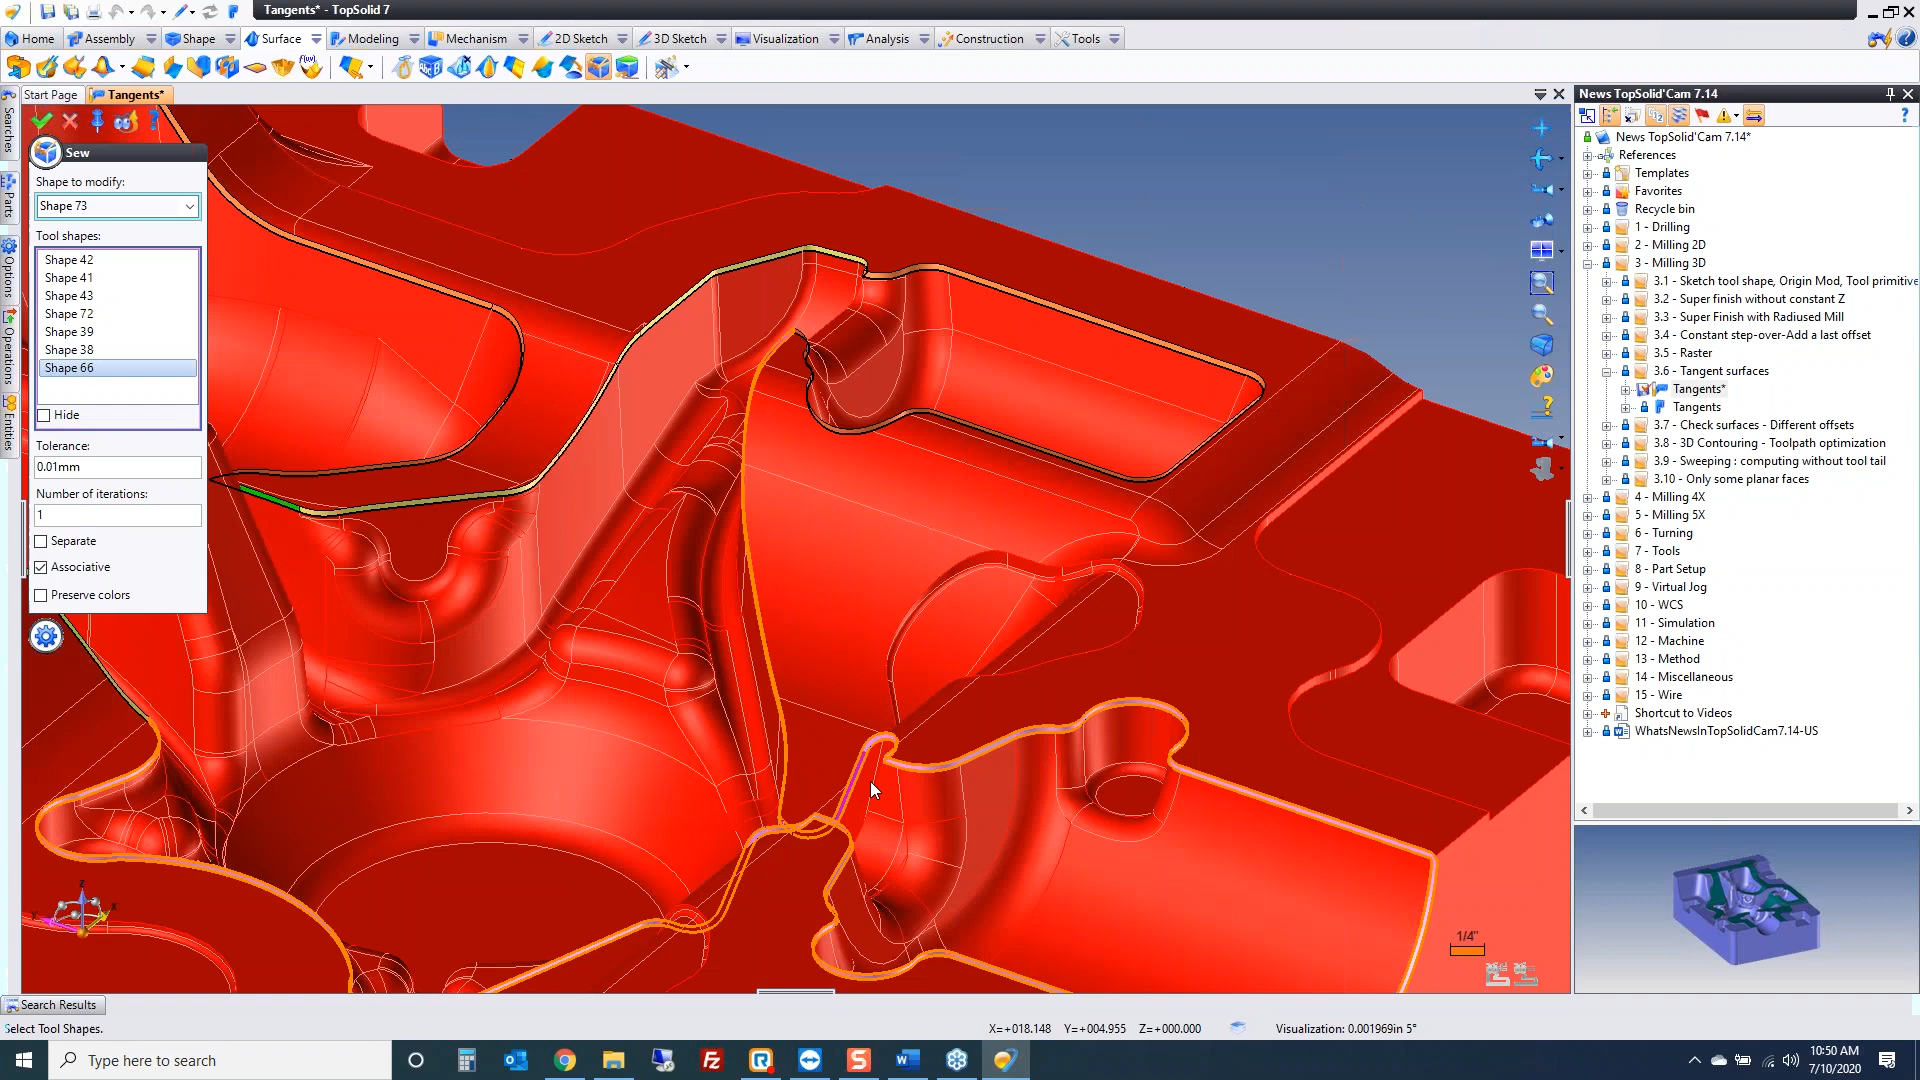 Tangents* - TopSolid 7
Home Assembly Shape Surface Modeling Mechanism 2D Sketch 3D Sketch Visualization Analysis Construction Tools
Start Page Tangents*
News TopSolid'Cam 7.14
Searches
Parts
Options
Operations
Entities
Sew
Shape to modify:
Shape 73
Tool shapes:
Shape 42
Shape 41
Shape 43
Shape 72
Shape 39
Shape 38
Shape 66
Hide
Tolerance:
0.01mm
Number of iterations:
1
Separate
Associative
Preserve colors
1/4"
News TopSolid'Cam 7.14*
References
Templates
Favorites
Recycle bin
1 - Drilling
2 - Milling 2D
3 - Milling 3D
3.1 - Sketch tool shape, Origin Mod, Tool primitive
3.2 - Super finish without constant Z
3.3 - Super Finish with Radiused Mill
3.4 - Constant step-over-Add a last offset
3.5 - Raster
3.6 - Tangent surfaces
Tangents*
Tangents
3.7 - Check surfaces - Different offsets
3.8 - 3D Contouring - Toolpath optimization
3.9 - Sweeping : computing without tool tail
3.10 - Only some planar faces
4 - Milling 4X
5 - Milling 5X
6 - Turning
7 - Tools
8 - Part Setup
9 - Virtual Jog
10 - WCS
11 - Simulation
12 - Machine
13 - Method
14 - Miscellaneous
15 - Wire
Shortcut to Videos
WhatsNewsInTopSolidCam7.14-US
Search Results
Select Tool Shapes.
X=+018.148 Y=+004.955 Z=+000.000 Visualization: 0.001969in 5°
Type here to search
10:50 AM
7/10/2020